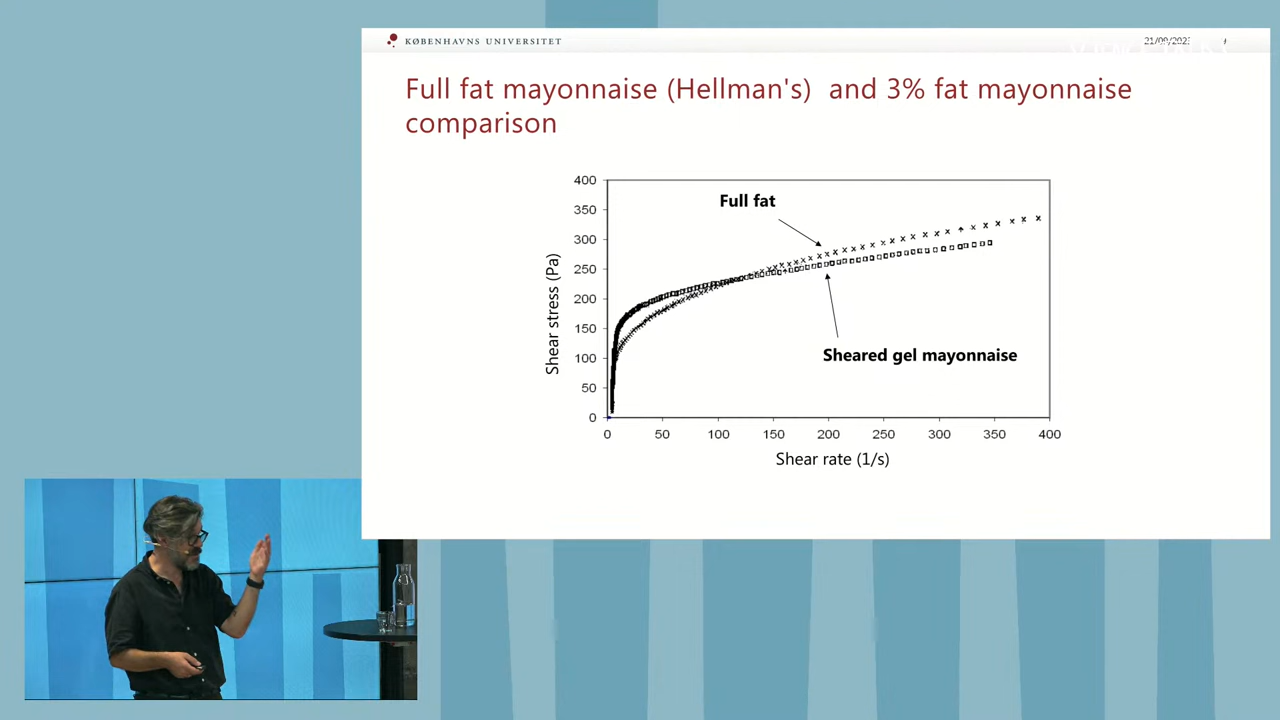 KØBENHAVNS UNIVERSITET
Full fat mayonnaise (Hellman's) and 3% fat mayonnaise
comparison
400
350
300
250
200
150
100
50
0
Shear stress (Pa)
Full fat
Sheared gel mayonnaise
0 50 100 150 200 250 300 350 400
Shear rate (1/s)